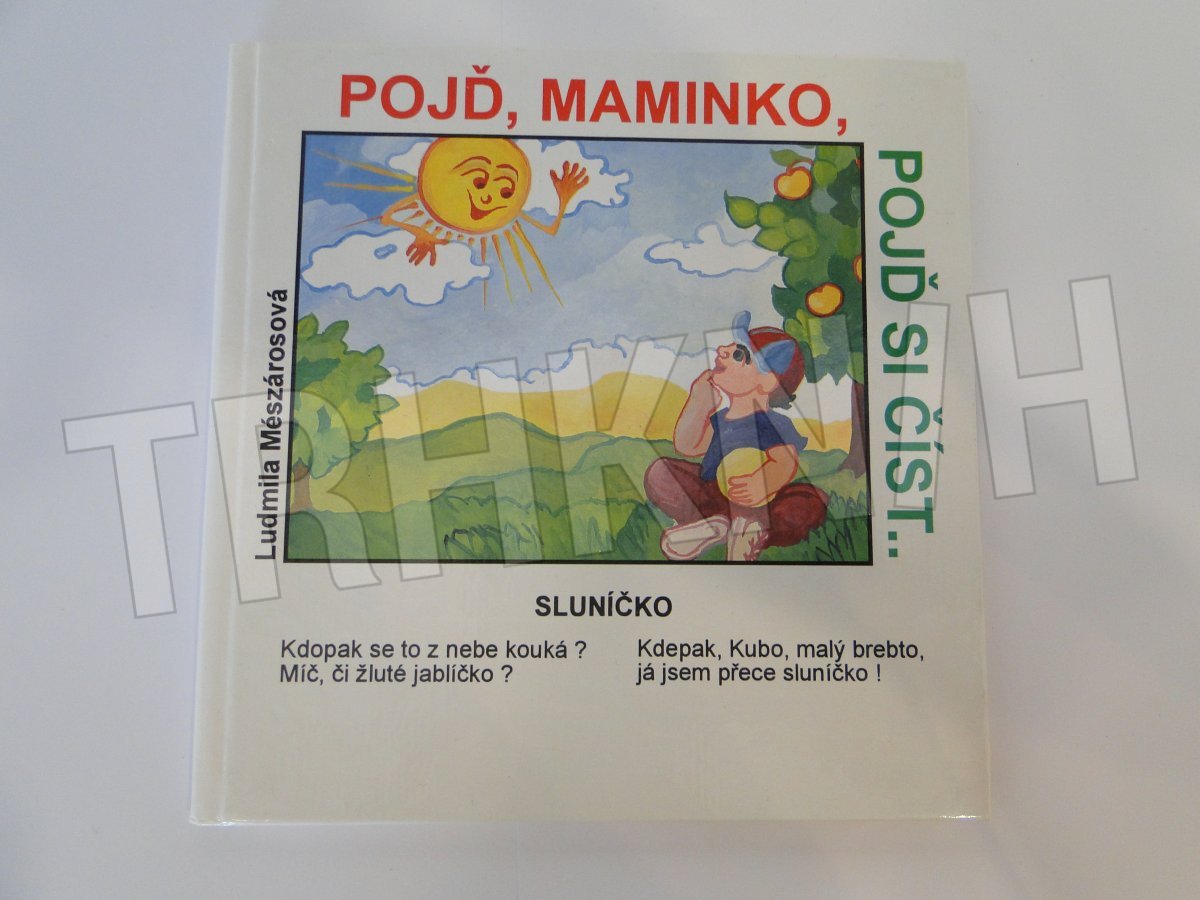 POJĎ, MAMINKO,
POJĎ SI ČÍST...
Ludmila Mészárosová
SLUNÍČKO
Kdopak se to z nebe kouká ?
Míč, či žluté jablíčko ?
Kdepak, Kubo, malý brebto,
já jsem přece sluníčko !
TRHKNIH